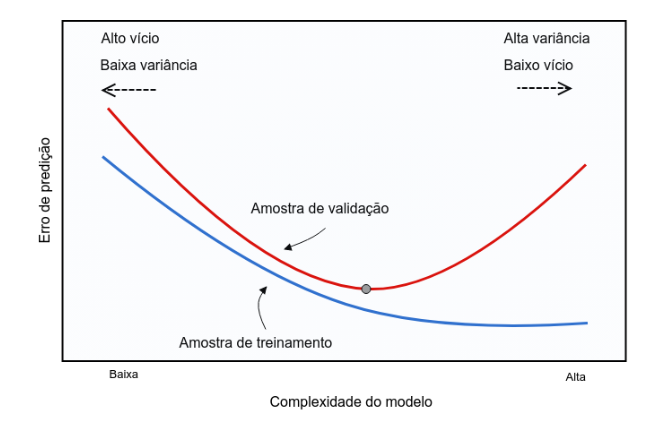 Alto vício
Baixa variância
Alta variância
Baixo vício
Erro de predição
Amostra de validação
Amostra de treinamento
Baixa
Alta
Complexidade do modelo